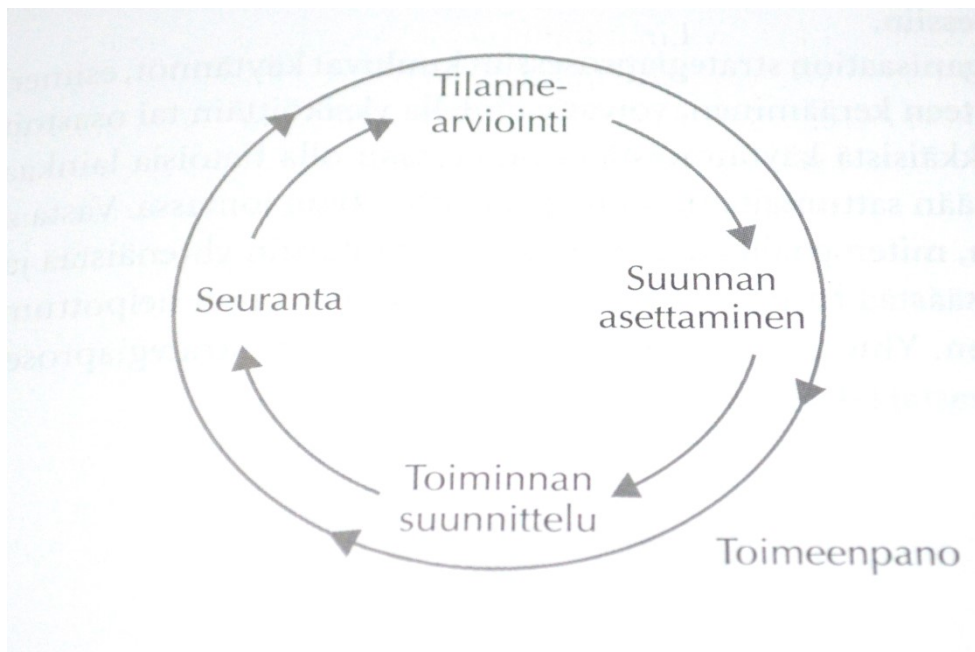 Tilanne-
arviointi
Suunnan
asettaminen
Seuranta
Toiminnan
suunnittelu
Toimeenpano